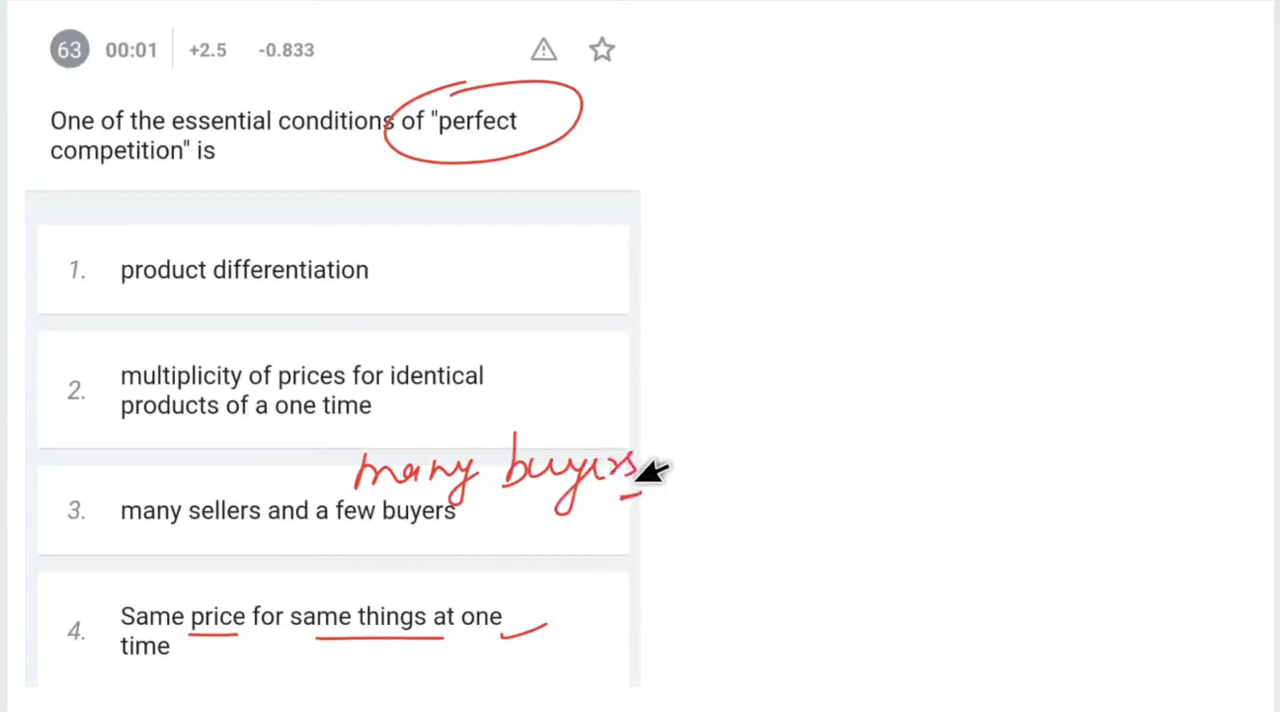 63 00:01 +2.5 -0.833
One of the essential conditions of "perfect
competition" is
1. product differentiation
2. multiplicity of prices for identical
products of a one time
many buyers
3. many sellers and a few buyers
4. Same price for same things at one
time